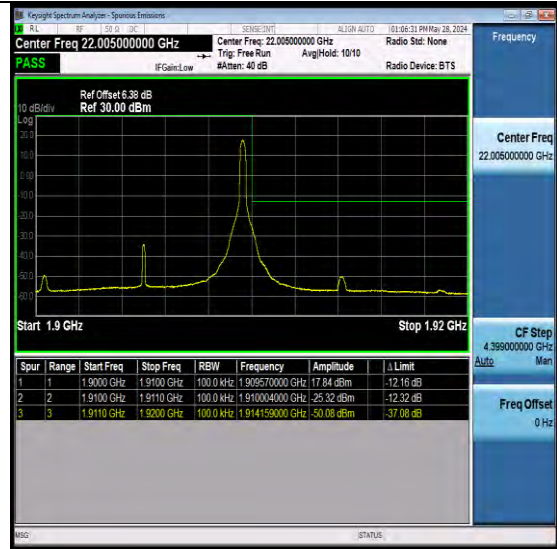 Keysight Spectrum Analyzer - Spurious Emissions
RL RF 50 Ω DC SENSE:INT ALIGN AUTO 01:06:31 PM May 28, 2024
Center Freq 22.005000000 GHz
Center Freq: 22.005000000 GHz
Radio Std: None
Trig: Free Run Avg|Hold: 10/10
PASS
IFGain:Low
#Atten: 40 dB
Radio Device: BTS
Ref Offset 6.38 dB
10 dB/div Ref 30.00 dBm
Log
20.0
10.0
0.00
-10.0
-20.0
-30.0
-40.0
-50.0
-60.0
Start 1.9 GHz Stop 1.92 GHz
Spur Range Start Freq Stop Freq RBW Frequency Amplitude Δ Limit
1 1 1.9000 GHz 1.9100 GHz 100.0 kHz 1.909570000 GHz 17.84 dBm -12.16 dB
2 2 1.9100 GHz 1.9110 GHz 100.0 kHz 1.910004000 GHz -25.32 dBm -12.32 dB
3 3 1.9110 GHz 1.9200 GHz 100.0 kHz 1.914159000 GHz -50.08 dBm -37.08 dB
MSG STATUS
Frequency
Center Freq
22.005000000 GHz
CF Step
4.399000000 GHz
Auto Man
Freq Offset
0 Hz